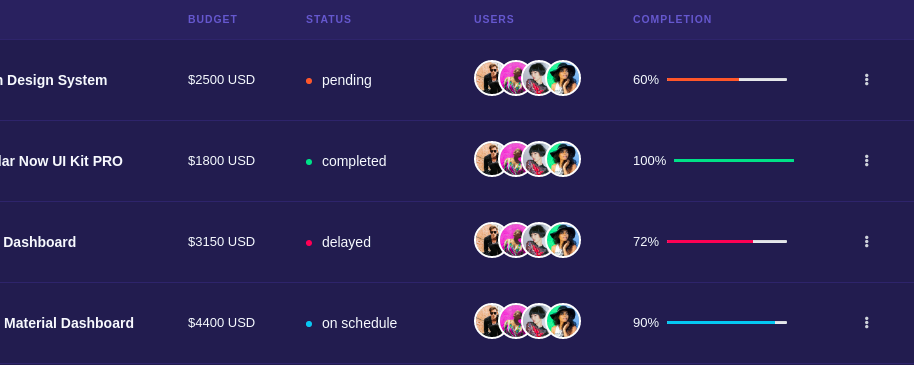 BUDGET STATUS USERS COMPLETION
Design System $2500 USD pending 60%
Now UI Kit PRO $1800 USD completed 100%
Dashboard $3150 USD delayed 72%
Material Dashboard $4400 USD on schedule 90%